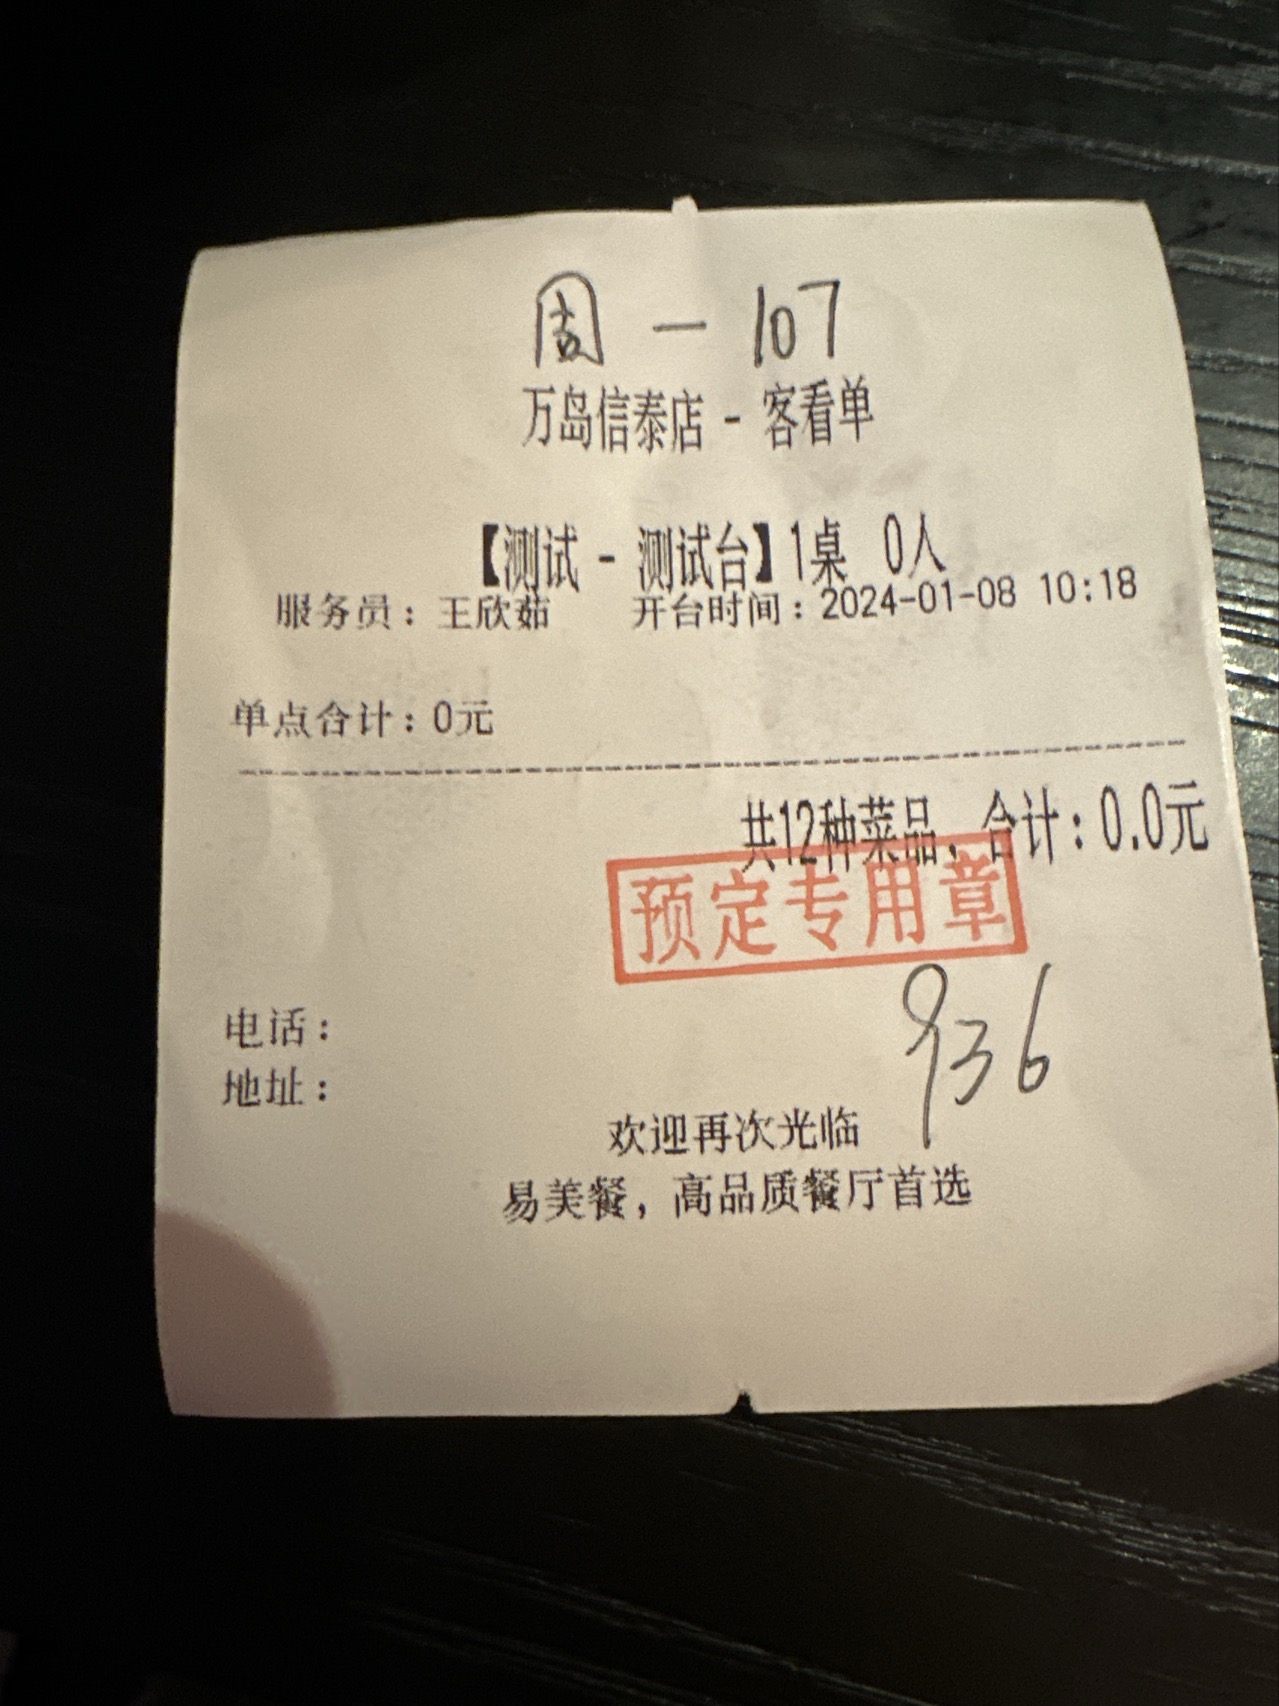 周 一 107
万岛信泰店 - 客看单
【测试 - 测试台】1桌 0人
服务员：王欣茹 开台时间：2024-01-08 10:18
单点合计：0元
共12种菜品，合计：0.0元
预定专用章
936
电话：
地址：
欢迎再次光临
易美餐，高品质餐厅首选